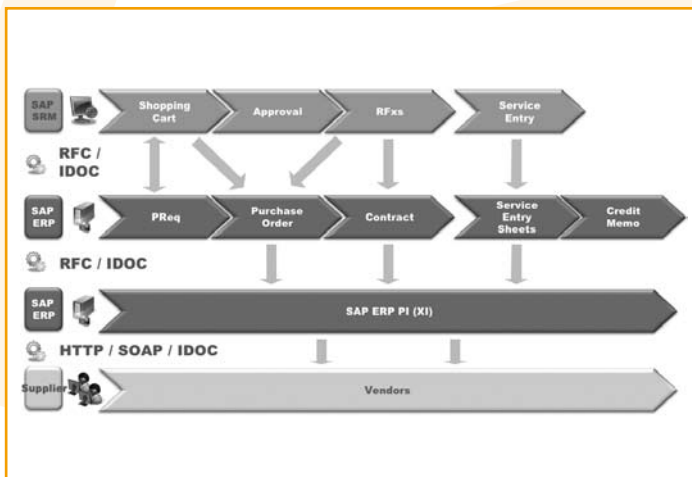 SAP
SRM
Shopping
Cart
Approval
RFxs
Service
Entry
RFC /
IDOC
SAP
ERP
PReq
Purchase
Order
Contract
Service
Entry
Sheets
Credit
Memo
RFC / IDOC
SAP
ERP
SAP ERP PI (XI)
HTTP / SOAP / IDOC
Supplier
Vendors